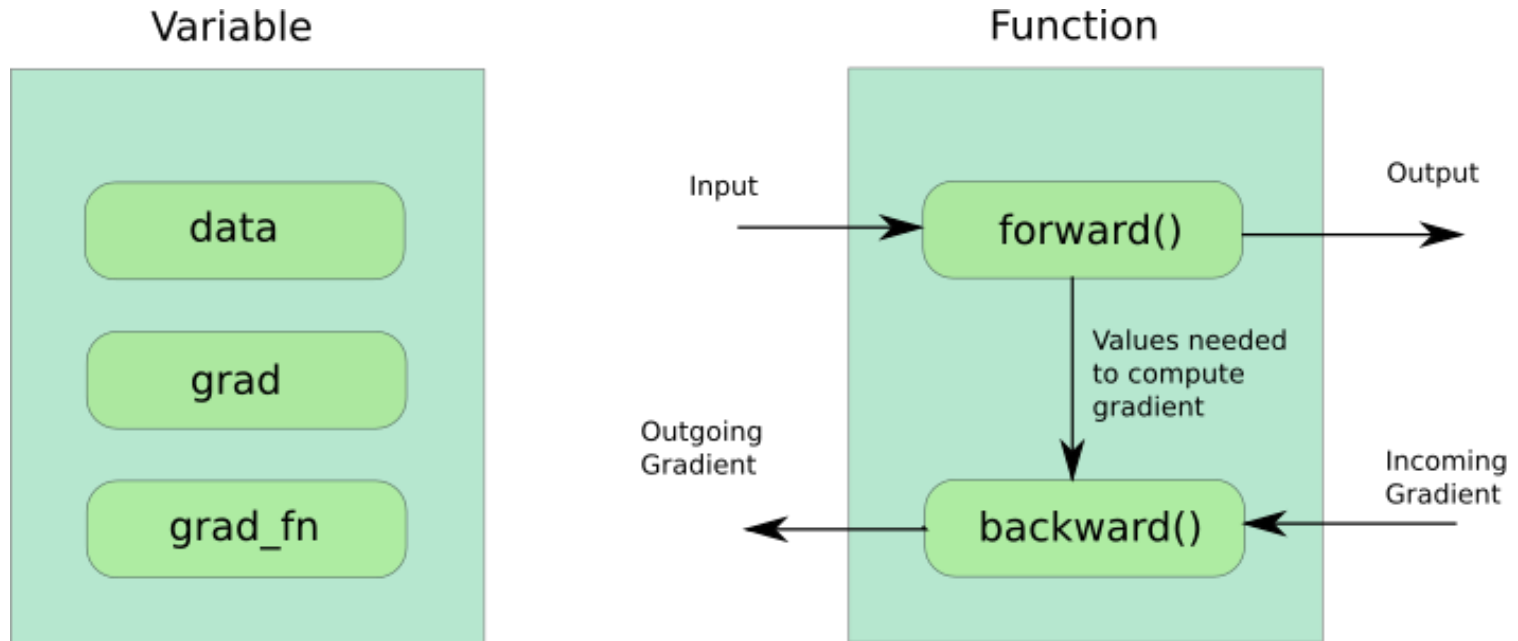 Variable
data
grad
grad_fn
Function
Input
forward()
Output
Values needed
to compute
gradient
Outgoing
Gradient
backward()
Incoming
Gradient